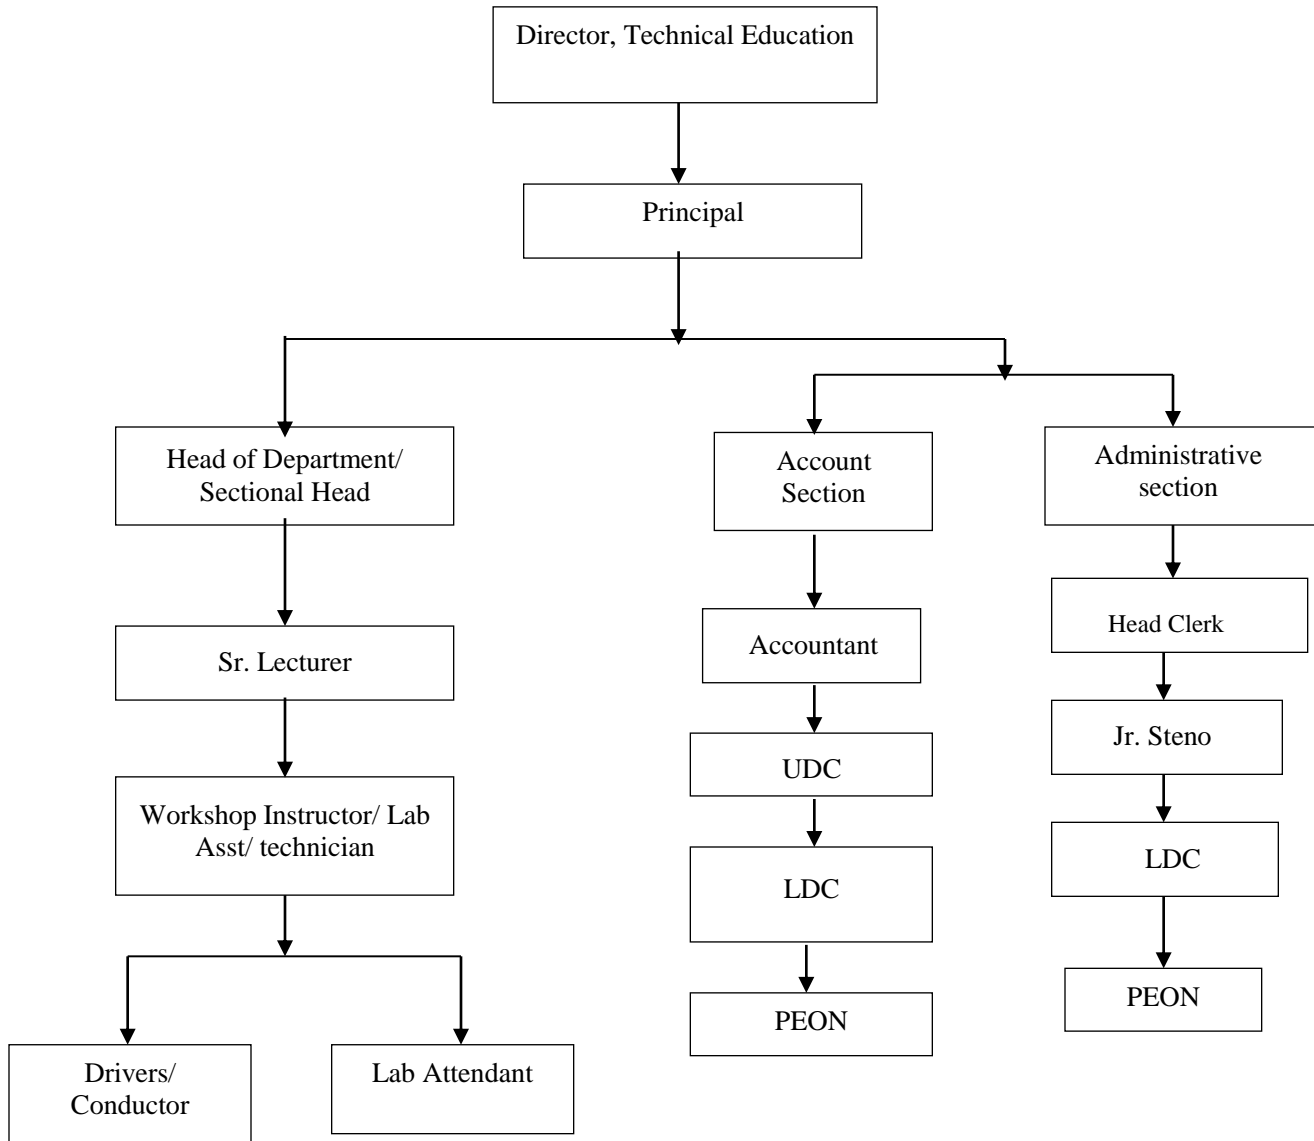 Director, Technical Education
Principal
Head of Department/
Sectional Head
Account
Section
Administrative
section
Head Clerk
Accountant
Sr. Lecturer
Jr. Steno
UDC
Workshop Instructor/ Lab
Asst/ technician
LDC
LDC
PEON
PEON
Drivers/
Conductor
Lab Attendant